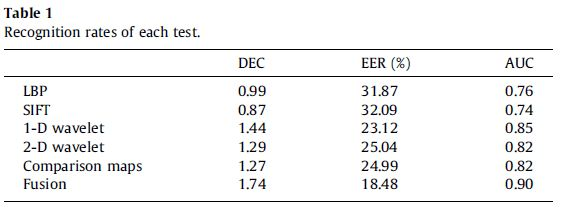 Table 1
Recognition rates of each test.
DEC EER (%) AUC
LBP 0.99 31.87 0.76
SIFT 0.87 32.09 0.74
1-D wavelet 1.44 23.12 0.85
2-D wavelet 1.29 25.04 0.82
Comparison maps 1.27 24.99 0.82
Fusion 1.74 18.48 0.90